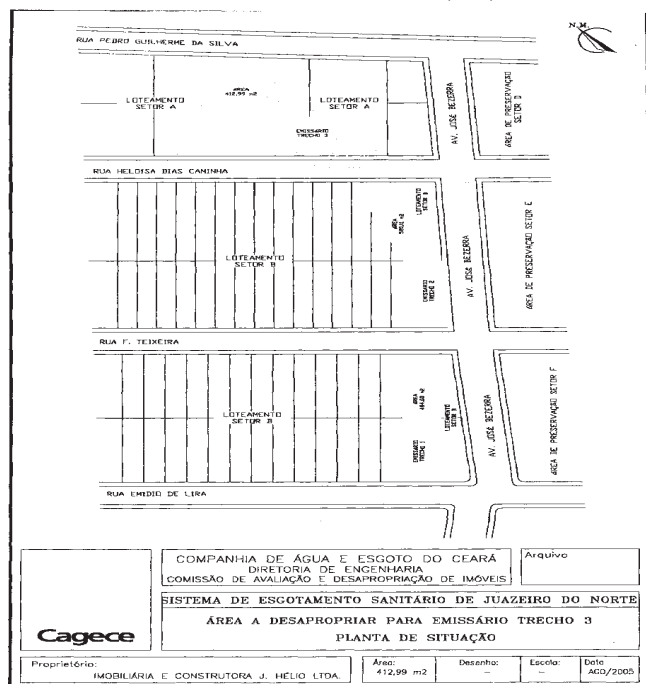 N.M.
RUA PEDRO GUILHERME DA SILVA
ÁREA
412,99 m2
LOTEAMENTO
SETOR A
LOTEAMENTO
SETOR A
EMISSÁRIO
TRECHO 3
AV. JOSÉ BEZERRA
ÁREA DE PRESERVAÇÃO
SETOR D
RUA HELOISA DIAS CAMINHA
LOTEAMENTO
SETOR B
ÁREA
LOTEAMENTO
SETOR B
EMISSÁRIO
TRECHO 2
AV. JOSÉ BEZERRA
ÁREA DE PRESERVAÇÃO SETOR E
RUA F. TEIXEIRA
LOTEAMENTO
SETOR B
ÁREA
EMISSÁRIO
TRECHO 1
LOTEAMENTO
SETOR B
AV. JOSÉ BEZERRA
ÁREA DE PRESERVAÇÃO SETOR F
RUA EMIDIO DE LIRA
COMPANHIA DE ÁGUA E ESGOTO DO CEARÁ
DIRETORIA DE ENGENHARIA
COMISSÃO DE AVALIAÇÃO E DESAPROPRIAÇÃO DE IMÓVEIS
Arquivo
SISTEMA DE ESGOTAMENTO SANITÁRIO DE JUAZEIRO DO NORTE
ÁREA A DESAPROPRIAR PARA EMISSÁRIO TRECHO 3
PLANTA DE SITUAÇÃO
Cagece
Proprietário:
IMOBILIÁRIA E CONSTRUTORA J. HÉLIO LTDA.
Área:
412,99 m2
Desenho:
–
Escala:
–
Data
AGO/2005